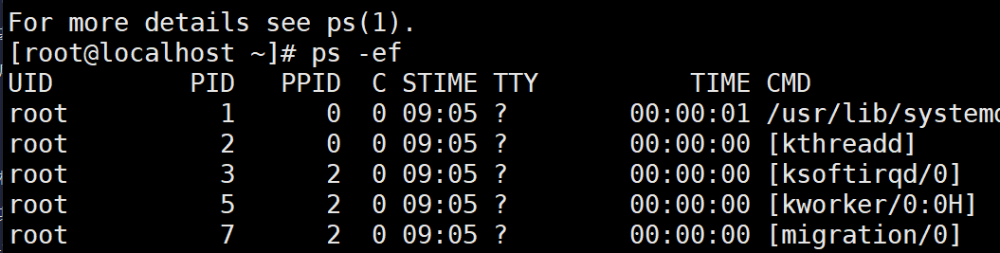 For more details see ps(1).
[root@localhost ~]# ps -ef
UID PID PPID C STIME TTY TIME CMD
root 1 0 0 09:05 ? 00:00:01 /usr/lib/systemd
root 2 0 0 09:05 ? 00:00:00 [kthreadd]
root 3 2 0 09:05 ? 00:00:00 [ksoftirqd/0]
root 5 2 0 09:05 ? 00:00:00 [kworker/0:0H]
root 7 2 0 09:05 ? 00:00:00 [migration/0]